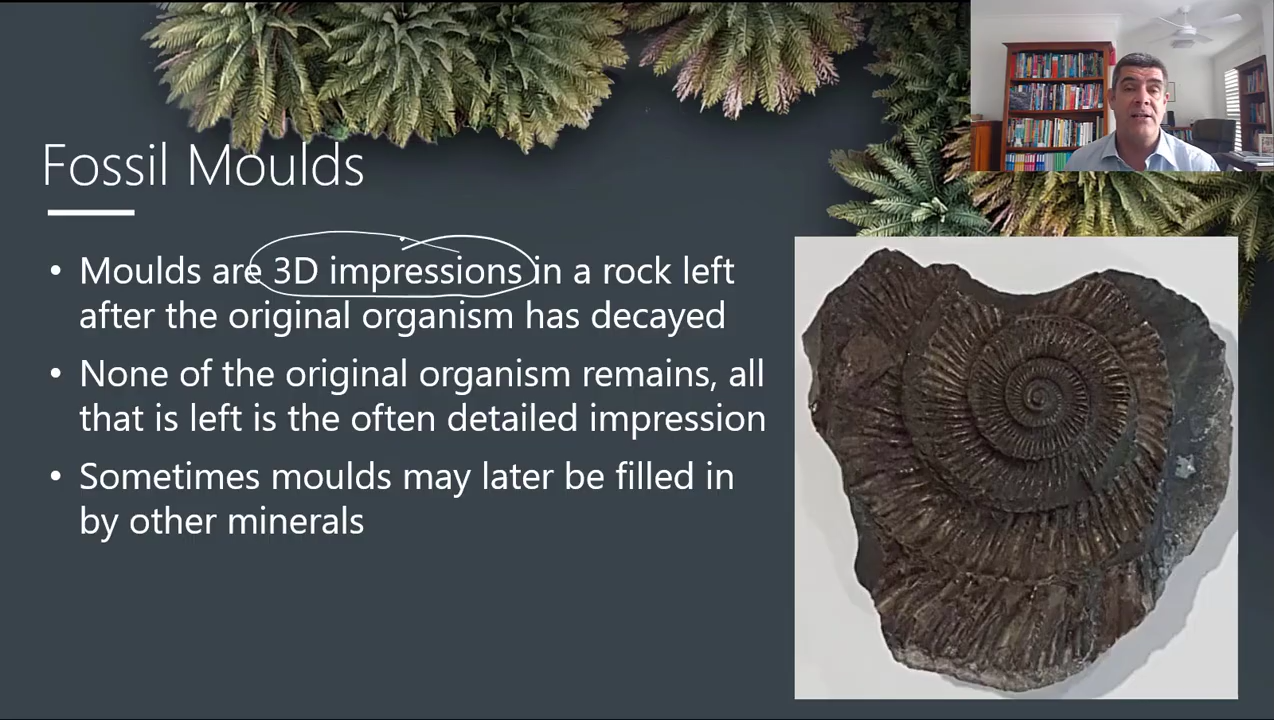 Fossil Moulds
• Moulds are 3D impressions in a rock left
after the original organism has decayed
• None of the original organism remains, all
that is left is the often detailed impression
• Sometimes moulds may later be filled in
by other minerals